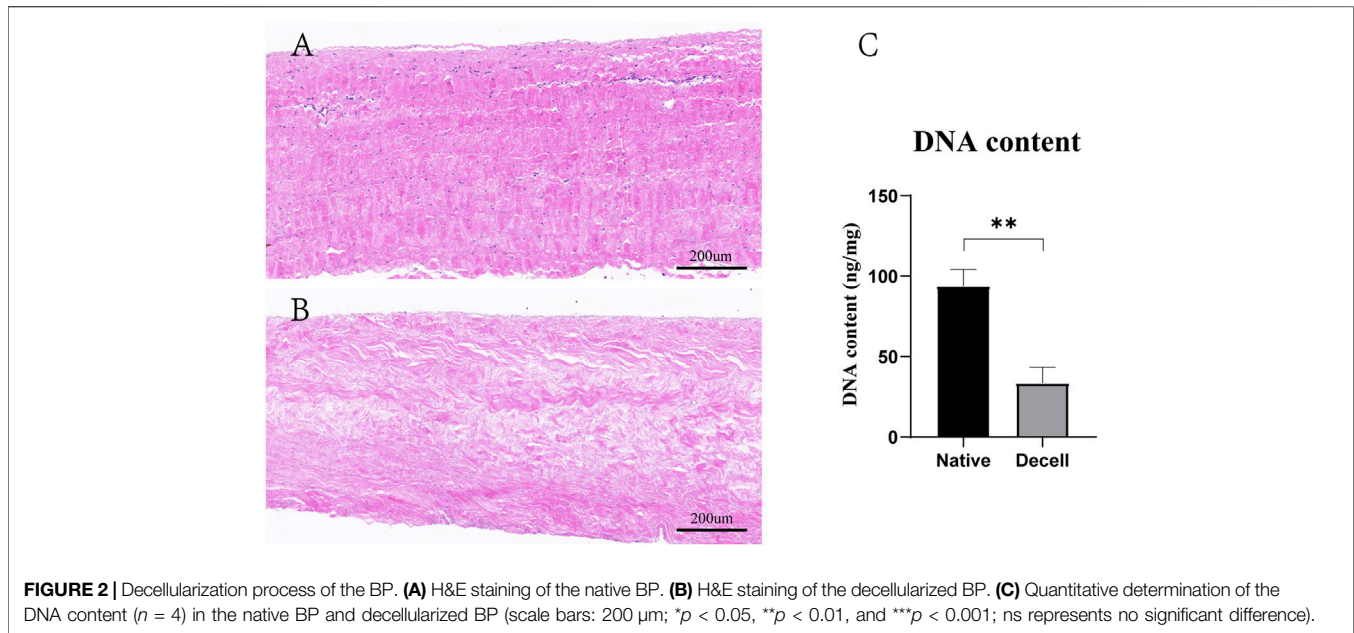 A
200um
B
200um
C
DNA content
DNA content (ng/mg)
150
100
50
0
**
Native Decell
FIGURE 2 | Decellularization process of the BP. (A) H&E staining of the native BP. (B) H&E staining of the decellularized BP. (C) Quantitative determination of the
DNA content (n = 4) in the native BP and decellularized BP (scale bars: 200 μm; *p < 0.05, **p < 0.01, and ***p < 0.001; ns represents no significant difference).